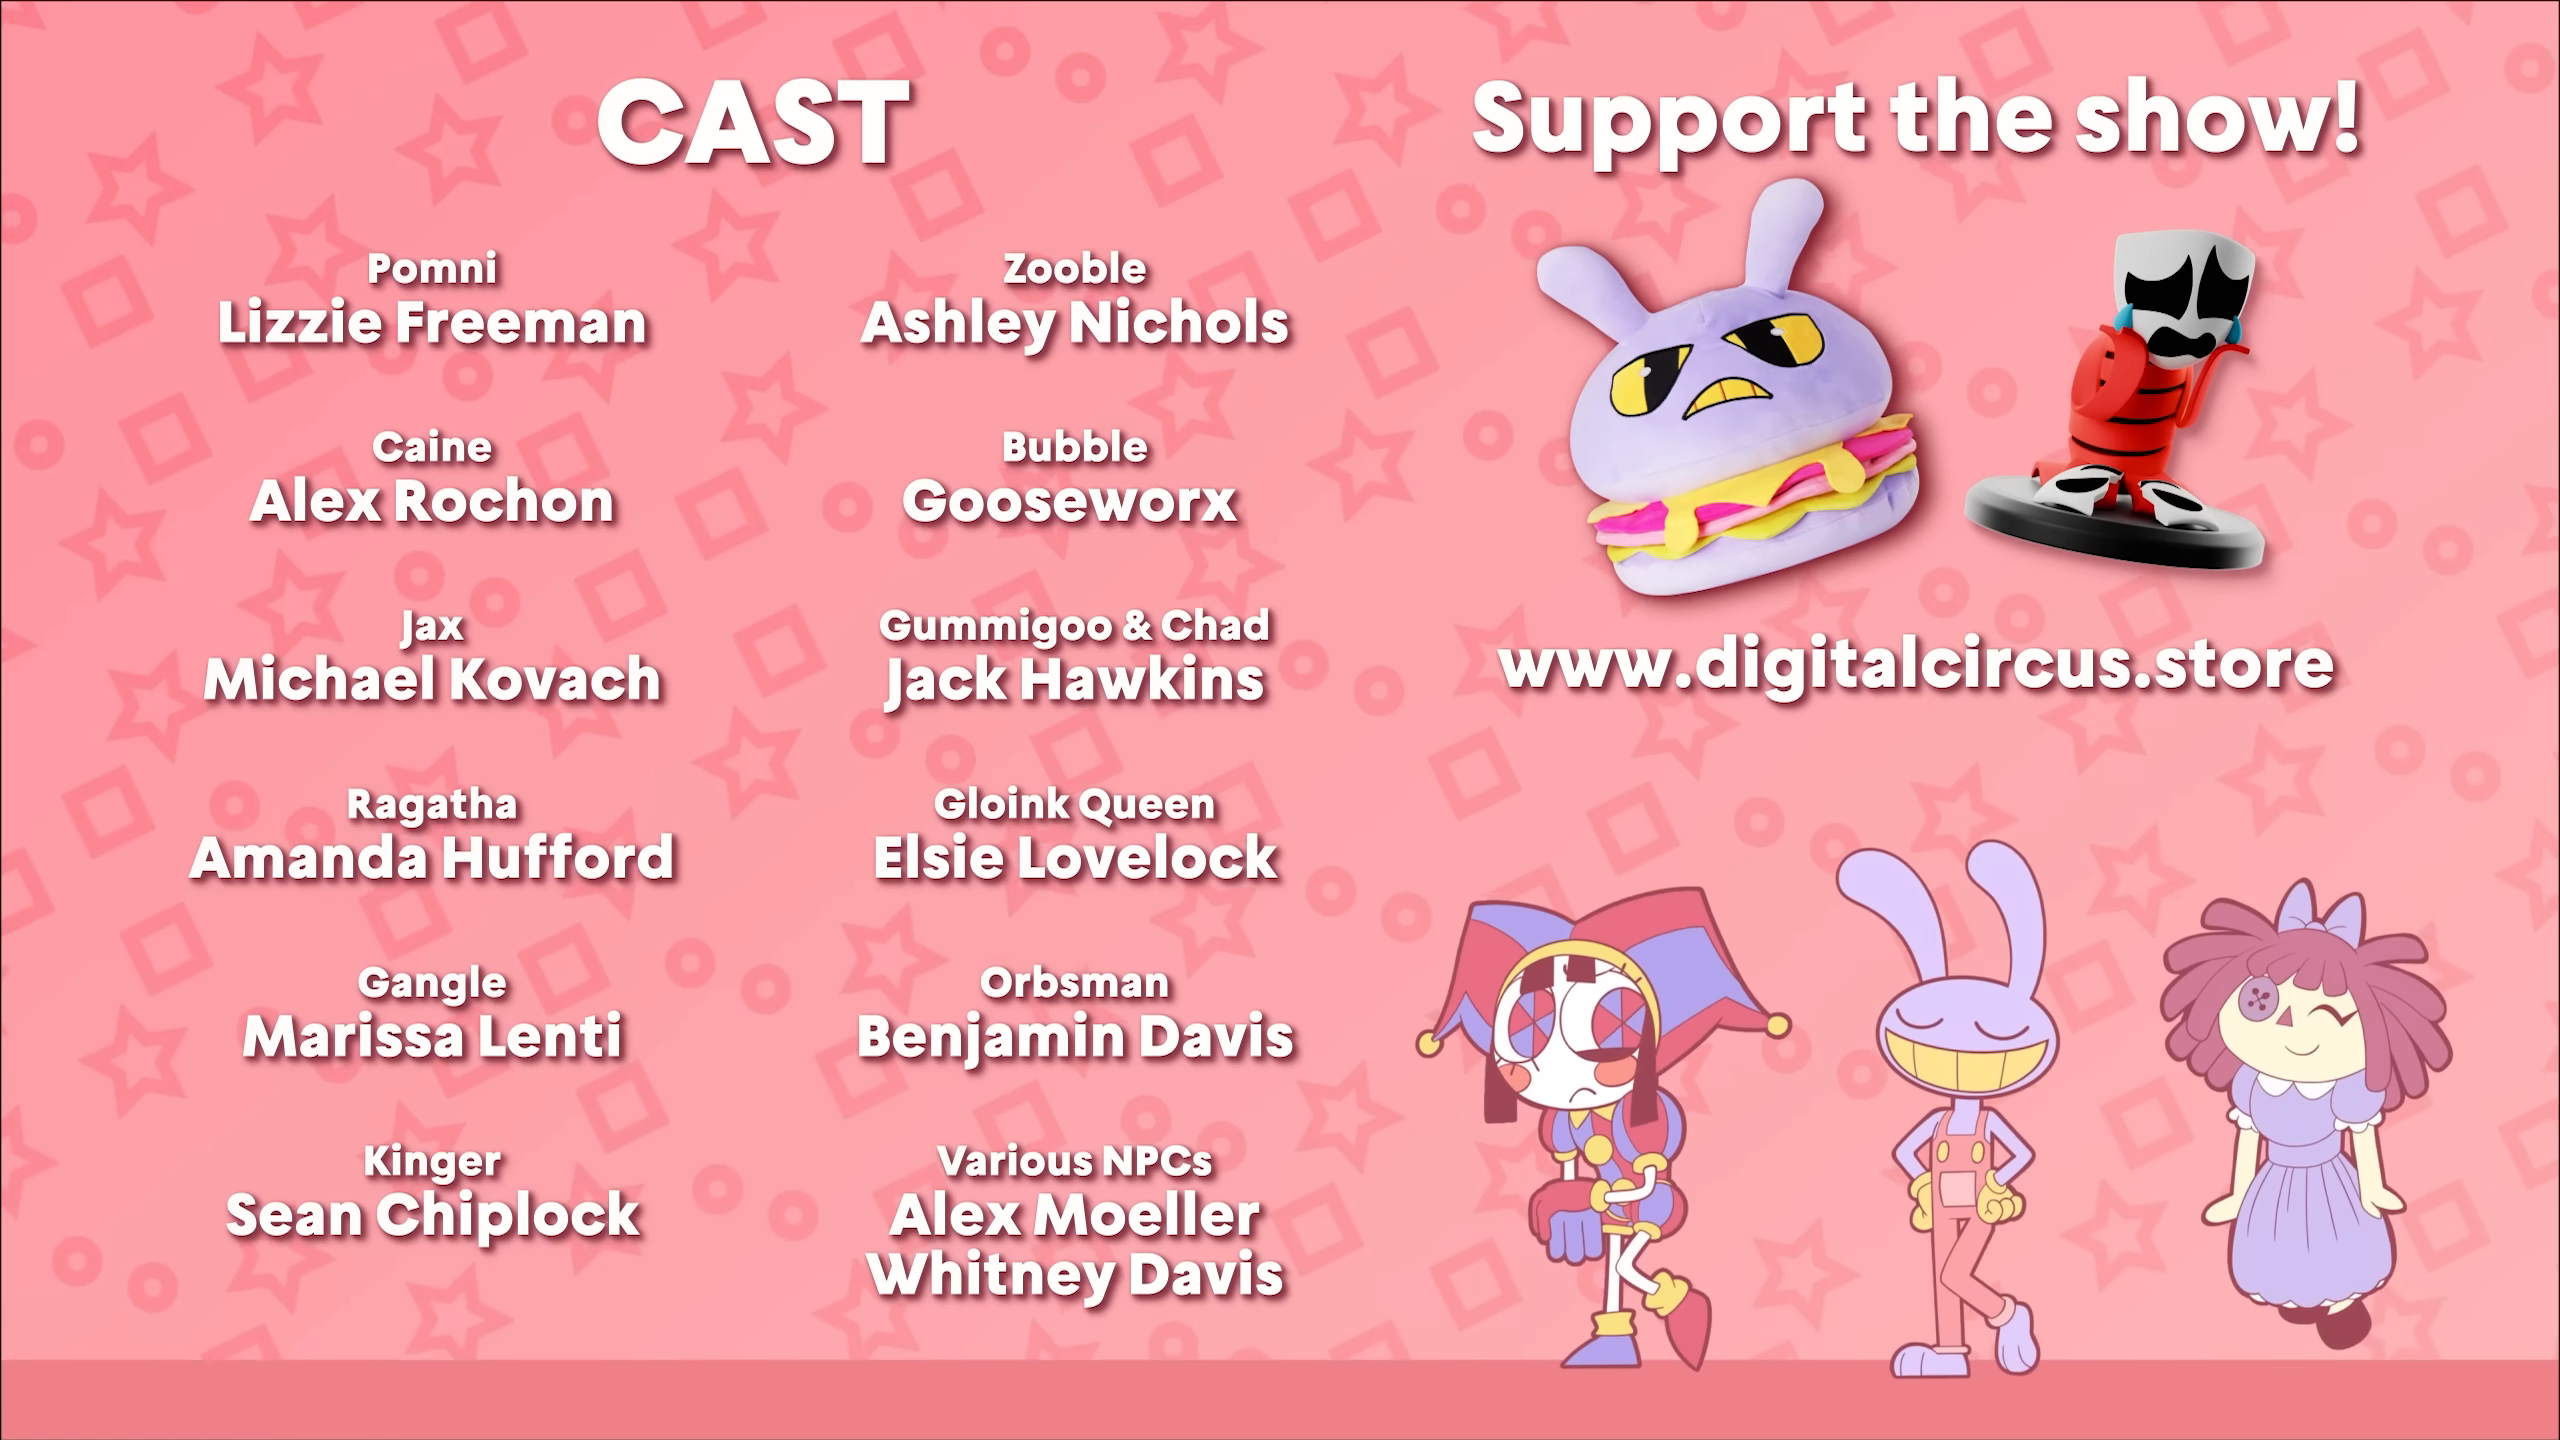 CAST
Pomni
Lizzie Freeman
Caine
Alex Rochon
Jax
Michael Kovach
Ragatha
Amanda Hufford
Gangle
Marissa Lenti
Kinger
Sean Chiplock
Zooble
Ashley Nichols
Bubble
Gooseworx
Gummigoo & Chad
Jack Hawkins
Gloink Queen
Elsie Lovelock
Orbsman
Benjamin Davis
Various NPCs
Alex Moeller
Whitney Davis
Support the show!
www.digitalcircus.store